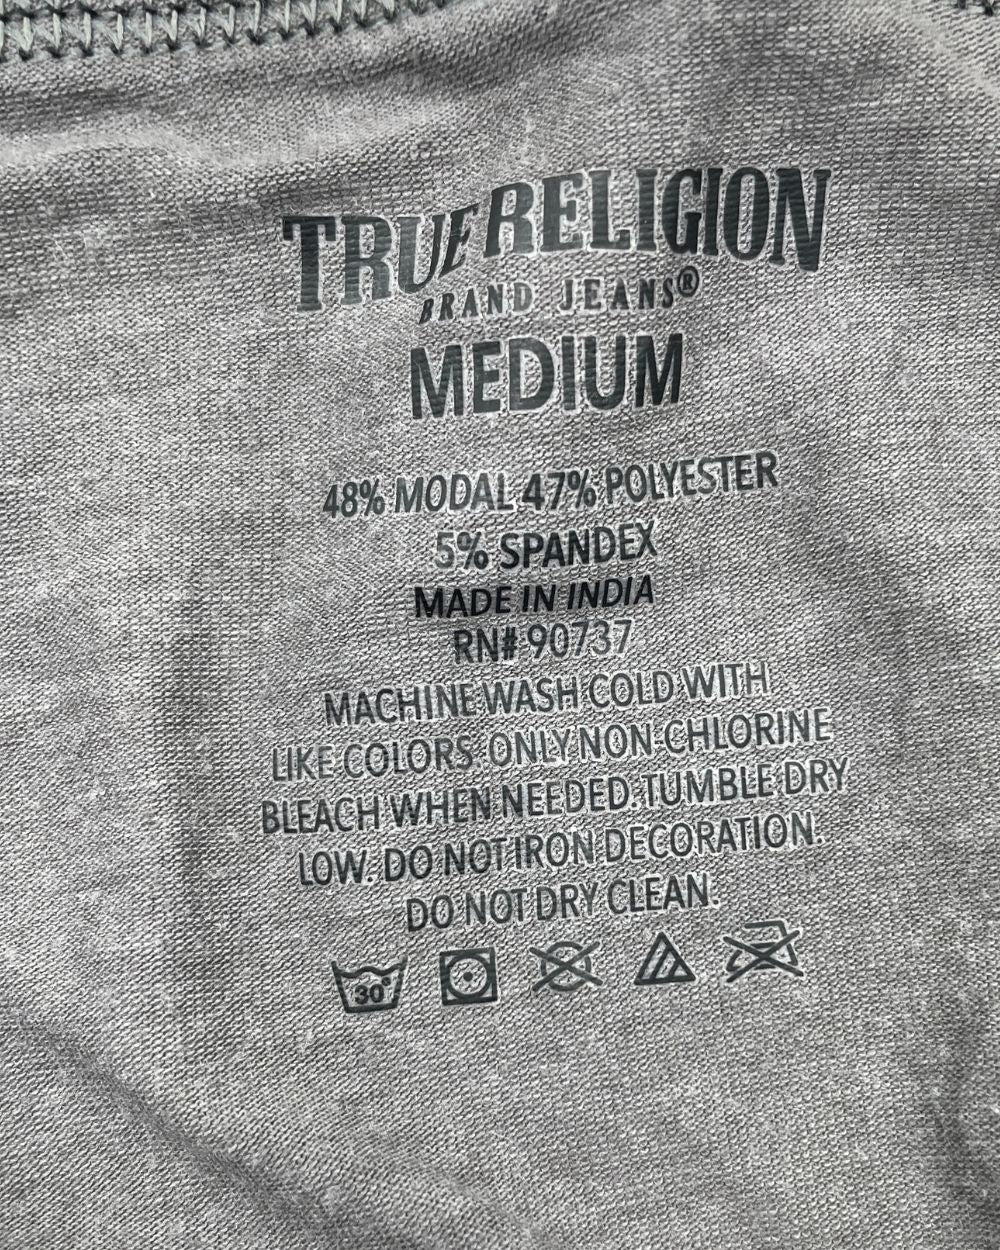 TRUE RELIGION
BRAND JEANS®
MEDIUM
48% MODAL 47% POLYESTER
5% SPANDEX
MADE IN INDIA
RN# 90737
MACHINE WASH COLD WITH
LIKE COLORS. ONLY NON-CHLORINE
BLEACH WHEN NEEDED. TUMBLE DRY
LOW. DO NOT IRON DECORATION.
DO NOT DRY CLEAN.
30°